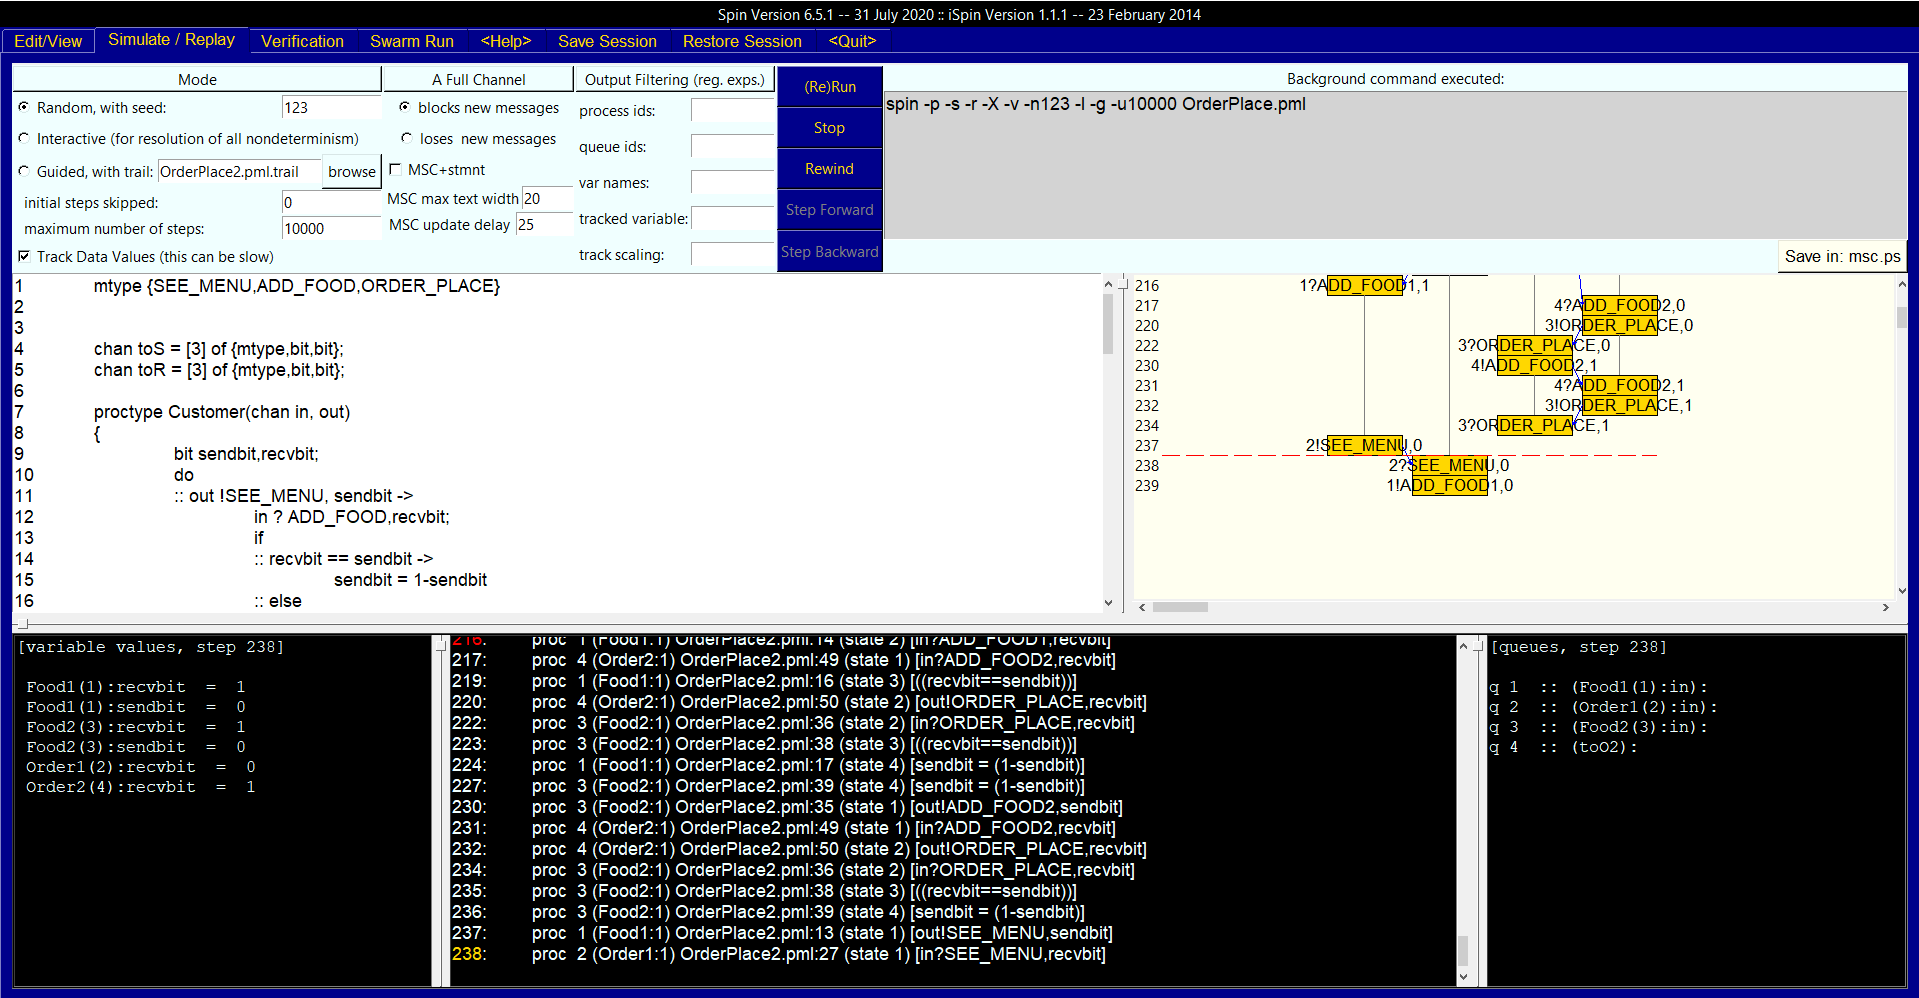 Spin Version 6.5.1 -- 31 July 2020 :: iSpin Version 1.1.1 -- 23 February 2014
Edit/View Simulate / Replay Verification Swarm Run <Help> Save Session Restore Session <Quit>
Mode A Full Channel Output Filtering (reg. exps.) (Re)Run Background command executed:
Random, with seed: 123 blocks new messages process ids: spin -p -s -r -X -v -n123 -l -g -u10000 OrderPlace.pml
Interactive (for resolution of all nondeterminism) loses new messages queue ids: Stop
Guided, with trail: OrderPlace2.pml.trail browse MSC+stmnt var names: Rewind
initial steps skipped: 0 MSC max text width 20 tracked variable: Step Forward
maximum number of steps: 10000 MSC update delay 25
Track Data Values (this can be slow) track scaling: Step Backward Save in: msc.ps
1 mtype {SEE_MENU,ADD_FOOD,ORDER_PLACE}
2
3
4 chan toS = [3] of {mtype,bit,bit};
5 chan toR = [3] of {mtype,bit,bit};
6
7 proctype Customer(chan in, out)
8 {
9 bit sendbit,recvbit;
10 do
11 :: out !SEE_MENU, sendbit ->
12 in ? ADD_FOOD,recvbit;
13 if
14 :: recvbit == sendbit ->
15 sendbit = 1-sendbit
16 :: else
216 1?ADD_FOOD1,1
217 4?ADD_FOOD2,0
220 3!ORDER_PLACE,0
222 3?ORDER_PLACE,0
230 4!ADD_FOOD2,1
231 4?ADD_FOOD2,1
232 3!ORDER_PLACE,1
234 3?ORDER_PLACE,1
237 2!SEE_MENU,0
238 2?SEE_MENU,0
239 1!ADD_FOOD1,0
[variable values, step 238]
Food1(1):recvbit = 1
Food1(1):sendbit = 0
Food2(3):recvbit = 1
Food2(3):sendbit = 0
Order1(2):recvbit = 0
Order2(4):recvbit = 1
216: proc 1 (Food1:1) OrderPlace2.pml:14 (state 2) [in?ADD_FOOD1,recvbit]
217: proc 4 (Order2:1) OrderPlace2.pml:49 (state 1) [in?ADD_FOOD2,recvbit]
219: proc 1 (Food1:1) OrderPlace2.pml:16 (state 3) [((recvbit==sendbit))]
220: proc 4 (Order2:1) OrderPlace2.pml:50 (state 2) [out!ORDER_PLACE,recvbit]
222: proc 3 (Food2:1) OrderPlace2.pml:36 (state 2) [in?ORDER_PLACE,recvbit]
223: proc 3 (Food2:1) OrderPlace2.pml:38 (state 3) [((recvbit==sendbit))]
224: proc 1 (Food1:1) OrderPlace2.pml:17 (state 4) [sendbit = (1-sendbit)]
227: proc 3 (Food2:1) OrderPlace2.pml:39 (state 4) [sendbit = (1-sendbit)]
230: proc 3 (Food2:1) OrderPlace2.pml:35 (state 1) [out!ADD_FOOD2,sendbit]
231: proc 4 (Order2:1) OrderPlace2.pml:49 (state 1) [in?ADD_FOOD2,recvbit]
232: proc 4 (Order2:1) OrderPlace2.pml:50 (state 2) [out!ORDER_PLACE,recvbit]
234: proc 3 (Food2:1) OrderPlace2.pml:36 (state 2) [in?ORDER_PLACE,recvbit]
235: proc 3 (Food2:1) OrderPlace2.pml:38 (state 3) [((recvbit==sendbit))]
236: proc 3 (Food2:1) OrderPlace2.pml:39 (state 4) [sendbit = (1-sendbit)]
237: proc 1 (Food1:1) OrderPlace2.pml:13 (state 1) [out!SEE_MENU,sendbit]
238: proc 2 (Order1:1) OrderPlace2.pml:27 (state 1) [in?SEE_MENU,recvbit]
[queues, step 238]
q 1 :: (Food1(1):in):
q 2 :: (Order1(2):in):
q 3 :: (Food2(3):in):
q 4 :: (toO2):